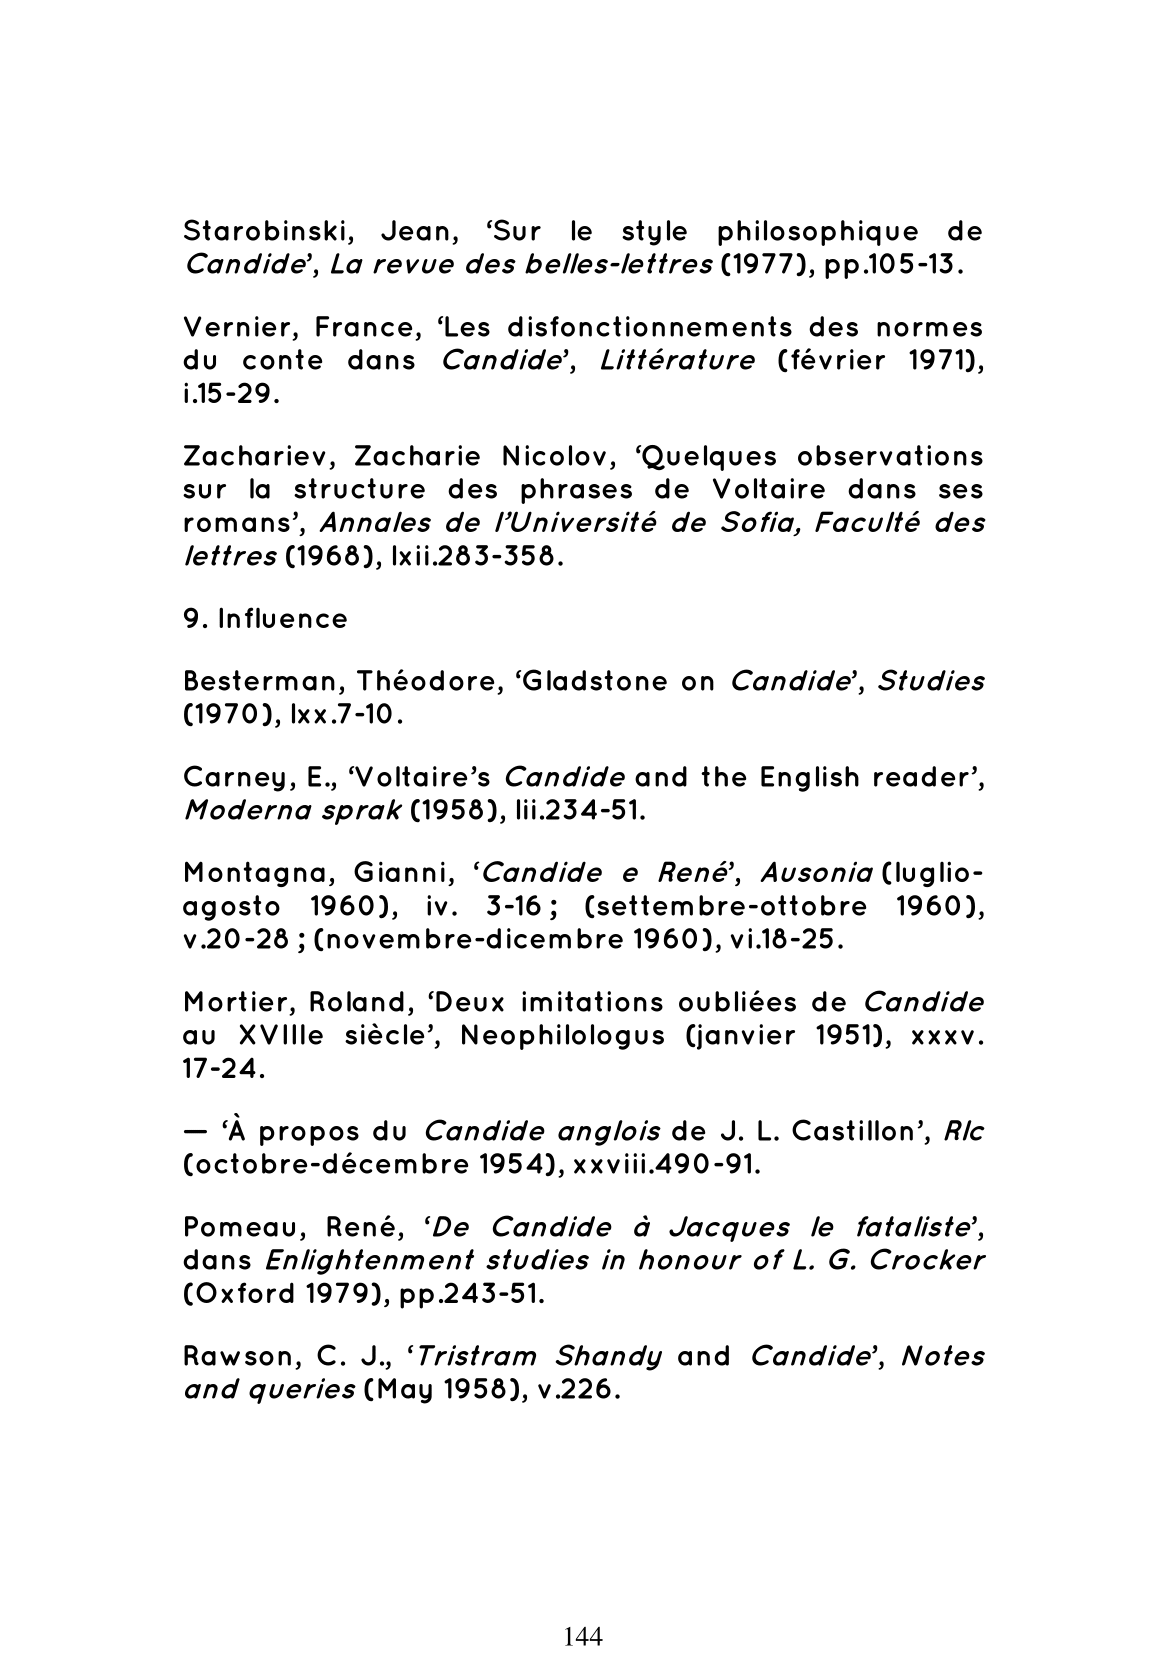 Starobinski, Jean, ‘Sur le style philosophique de
Candide’, La revue des belles-lettres (1977), pp.105-13.
Vernier, France, ‘Les disfonctionnements des normes
du conte dans Candide’, Littérature (février 1971),
i.15-29.
Zachariev, Zacharie Nicolov, ‘Quelques observations
sur la structure des phrases de Voltaire dans ses
romans’, Annales de l’Université de Sofia, Faculté des
lettres (1968), lxii.283-358.
9. Influence
Besterman, Théodore, ‘Gladstone on Candide’, Studies
(1970), lxx.7-10.
Carney, E., ‘Voltaire’s Candide and the English reader’,
Moderna sprak (1958), lii.234-51.
Montagna, Gianni, ‘Candide e René’, Ausonia (luglio-
agosto 1960), iv. 3-16 ; (settembre-ottobre 1960),
v.20-28 ; (novembre-dicembre 1960), vi.18-25.
Mortier, Roland, ‘Deux imitations oubliées de Candide
au XVIIIe siècle’, Neophilologus (janvier 1951), xxxv.
17-24.
— ‘À propos du Candide anglois de J. L. Castillon’, Rlc
(octobre-décembre 1954), xxviii.490-91.
Pomeau, René, ‘De Candide à Jacques le fataliste’,
dans Enlightenment studies in honour of L. G. Crocker
(Oxford 1979), pp.243-51.
Rawson, C. J., ‘Tristram Shandy and Candide’, Notes
and queries (May 1958), v.226.
144